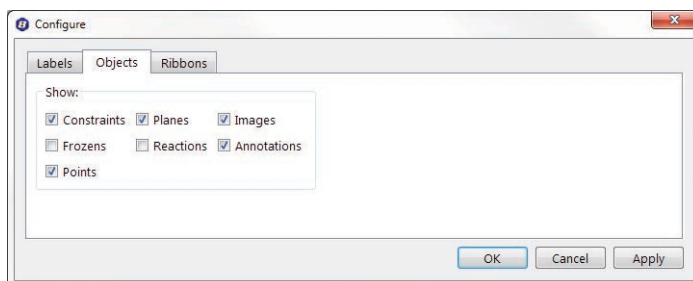 Configure
Labels Objects Ribbons
Show:
Constraints Planes Images
Frozens Reactions Annotations
Points
OK Cancel Apply